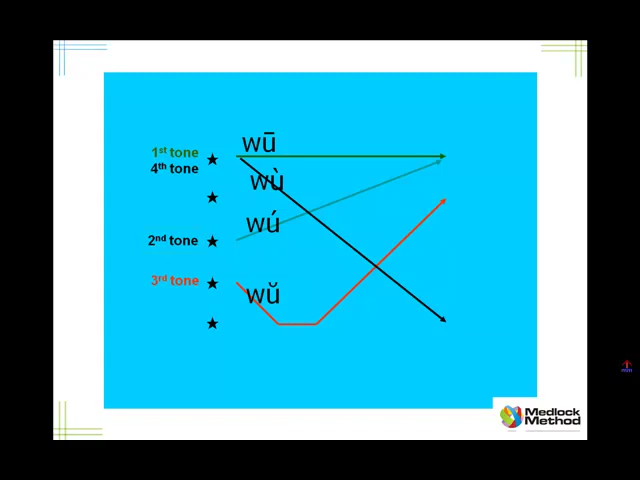 wū
1st tone
4th tone
wù
wú
2nd tone
3rd tone
wŭ
Medlock
Method